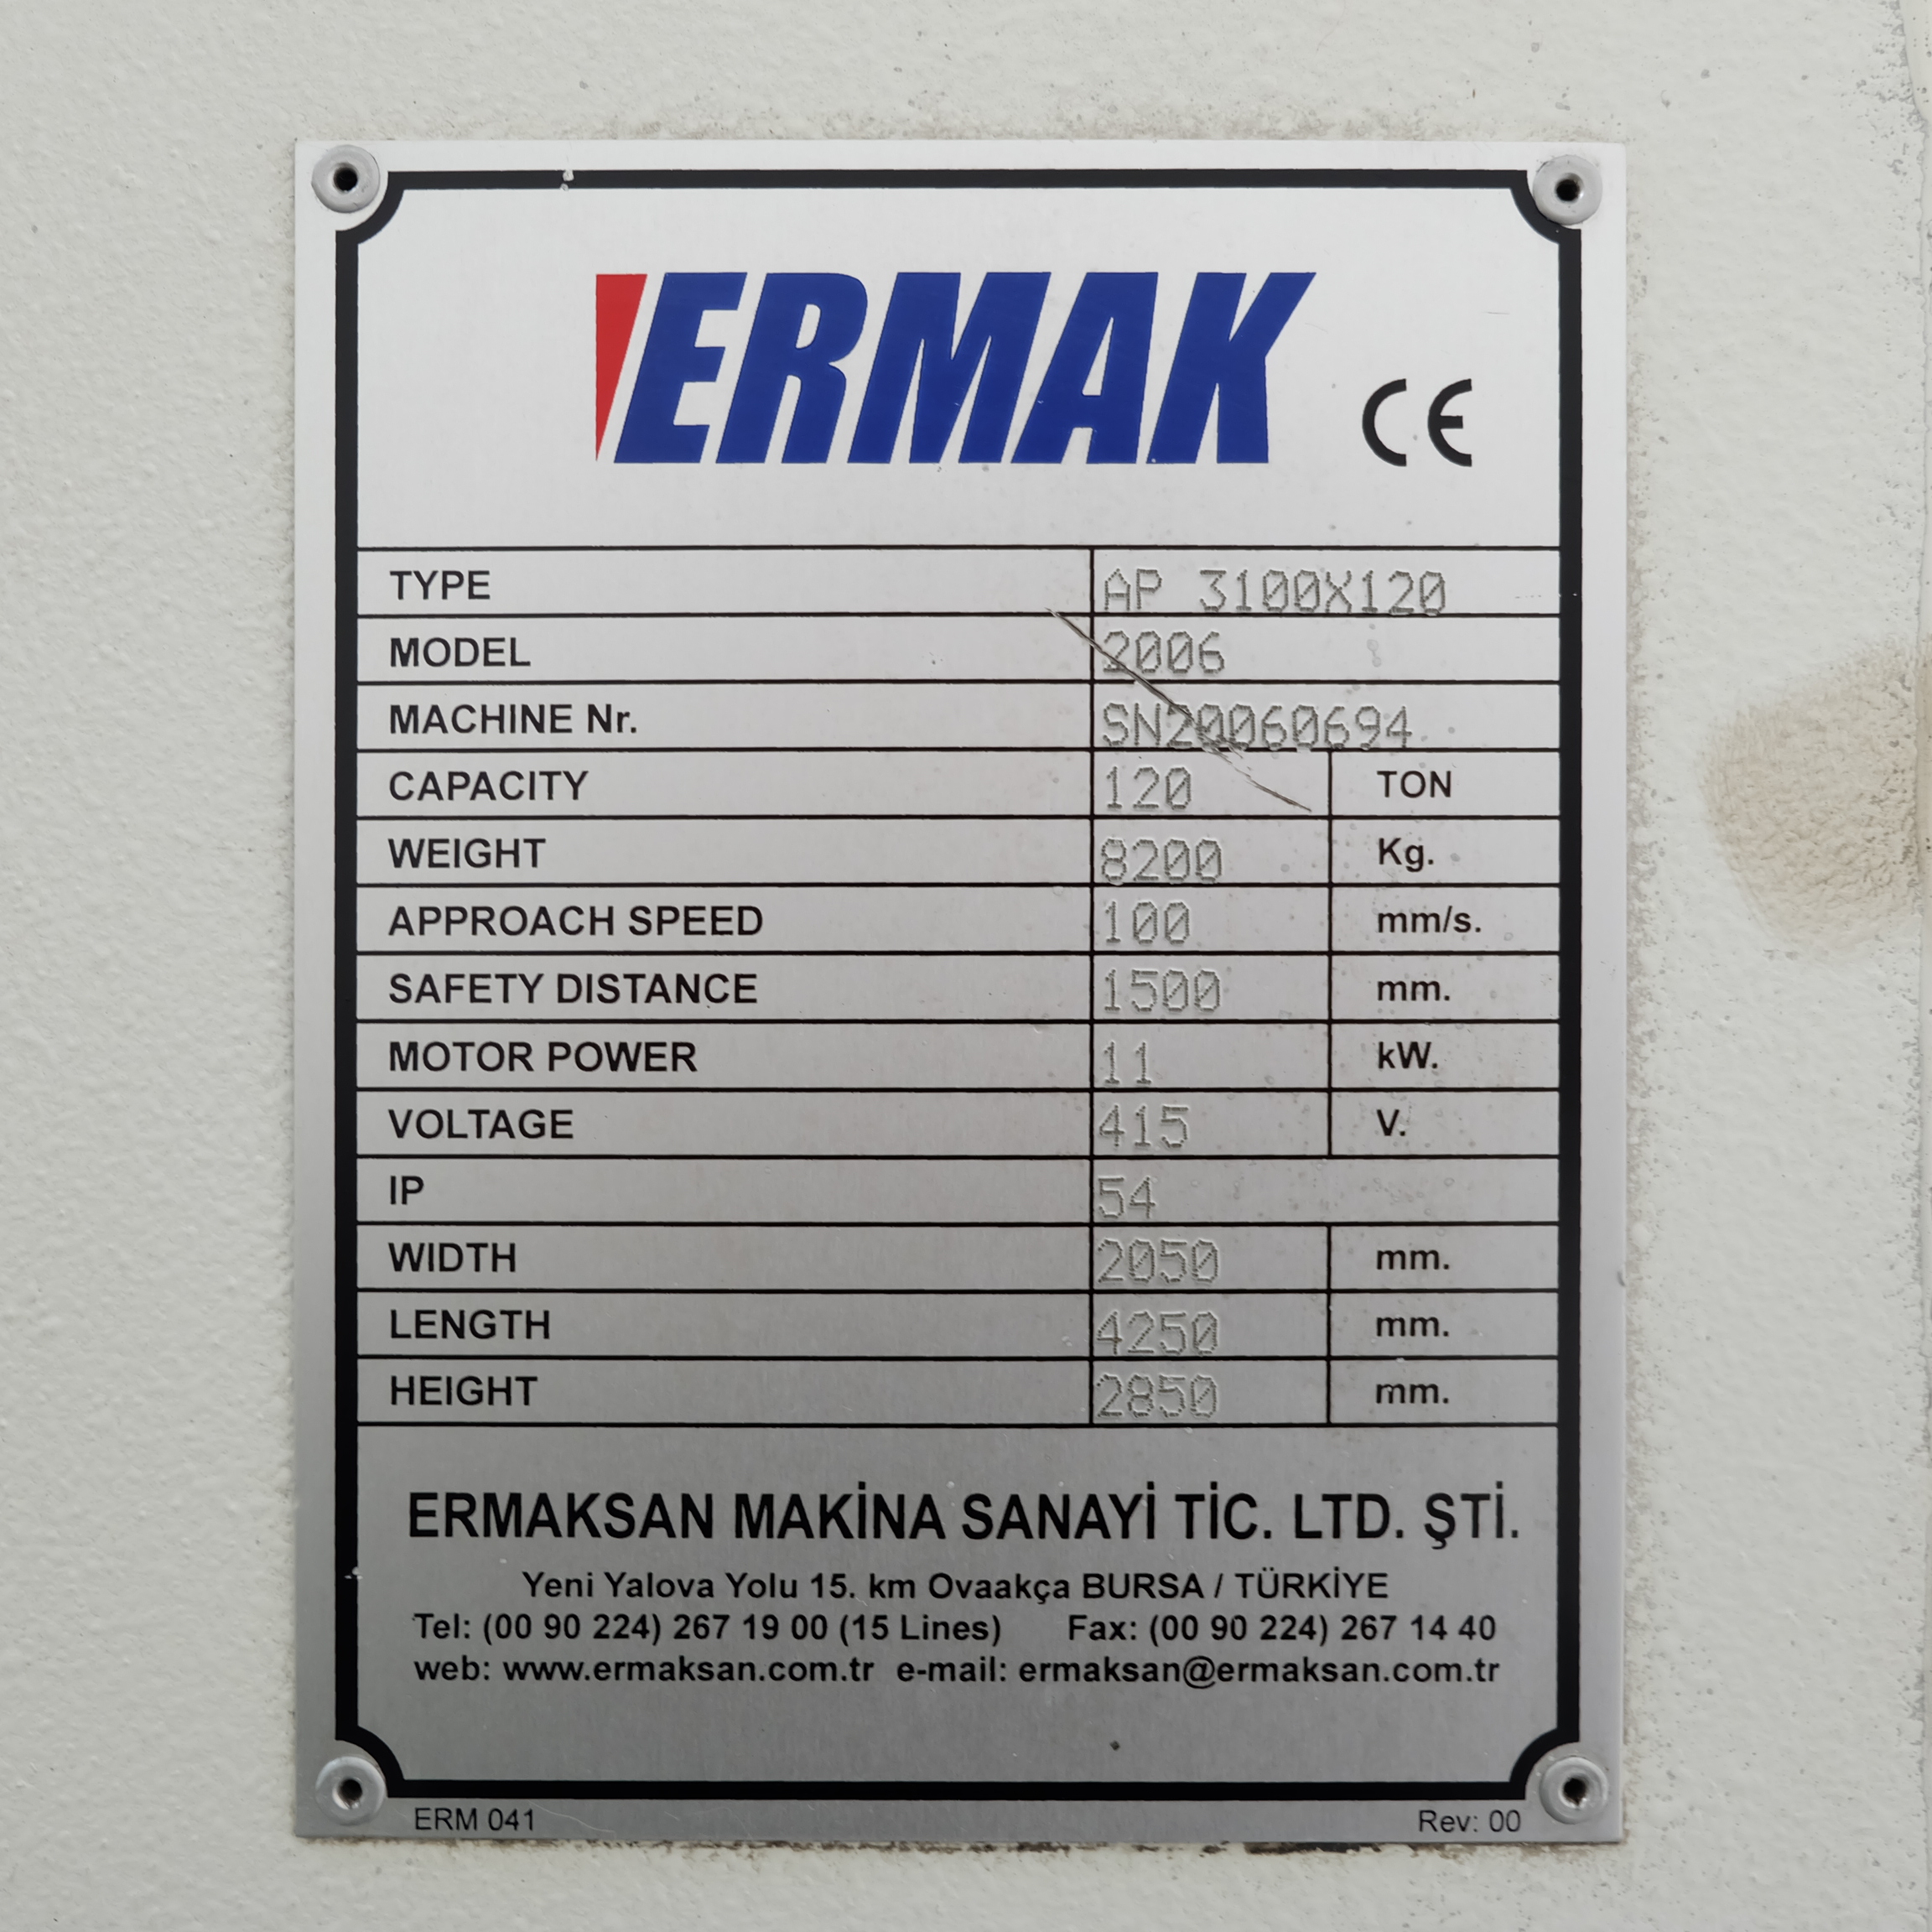 ERMAK CE
TYPE AP 3100X120
MODEL 2006
MACHINE Nr. SN20060694
CAPACITY 120 TON
WEIGHT 8200 Kg.
APPROACH SPEED 100 mm/s.
SAFETY DISTANCE 1500 mm.
MOTOR POWER 11 kW.
VOLTAGE 415 V.
IP 54
WIDTH 2050 mm.
LENGTH 4250 mm.
HEIGHT 2850 mm.
ERMAKSAN MAKİNA SANAYİ TİC. LTD. ŞTİ.
Yeni Yalova Yolu 15. km Ovaakça BURSA / TÜRKİYE
Tel: (00 90 224) 267 19 00 (15 Lines) Fax: (00 90 224) 267 14 40
web: www.ermaksan.com.tr e-mail: ermaksan@ermaksan.com.tr
ERM 041 Rev: 00